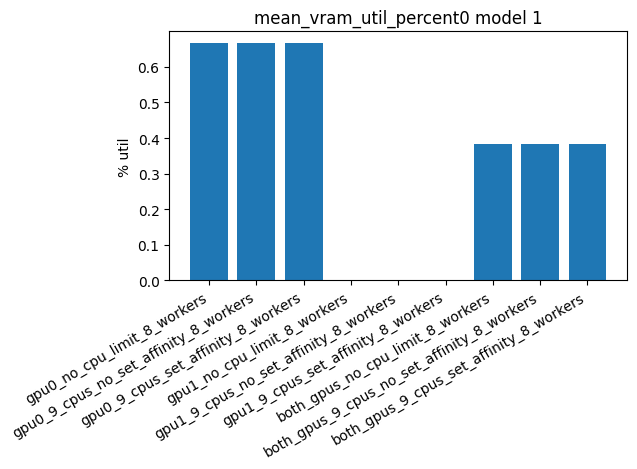 mean_vram_util_percent0 model 1
% util
0.6
0.5
0.4
0.3
0.2
0.1
0.0
gpu0_no_cpu_limit_8_workers
gpu0_9_cpus_no_set_affinity_8_workers
gpu0_9_cpus_set_affinity_8_workers
gpu1_no_cpu_limit_8_workers
gpu1_9_cpus_no_set_affinity_8_workers
gpu1_9_cpus_set_affinity_8_workers
both_gpus_no_cpu_limit_8_workers
both_gpus_9_cpus_no_set_affinity_8_workers
both_gpus_9_cpus_set_affinity_8_workers